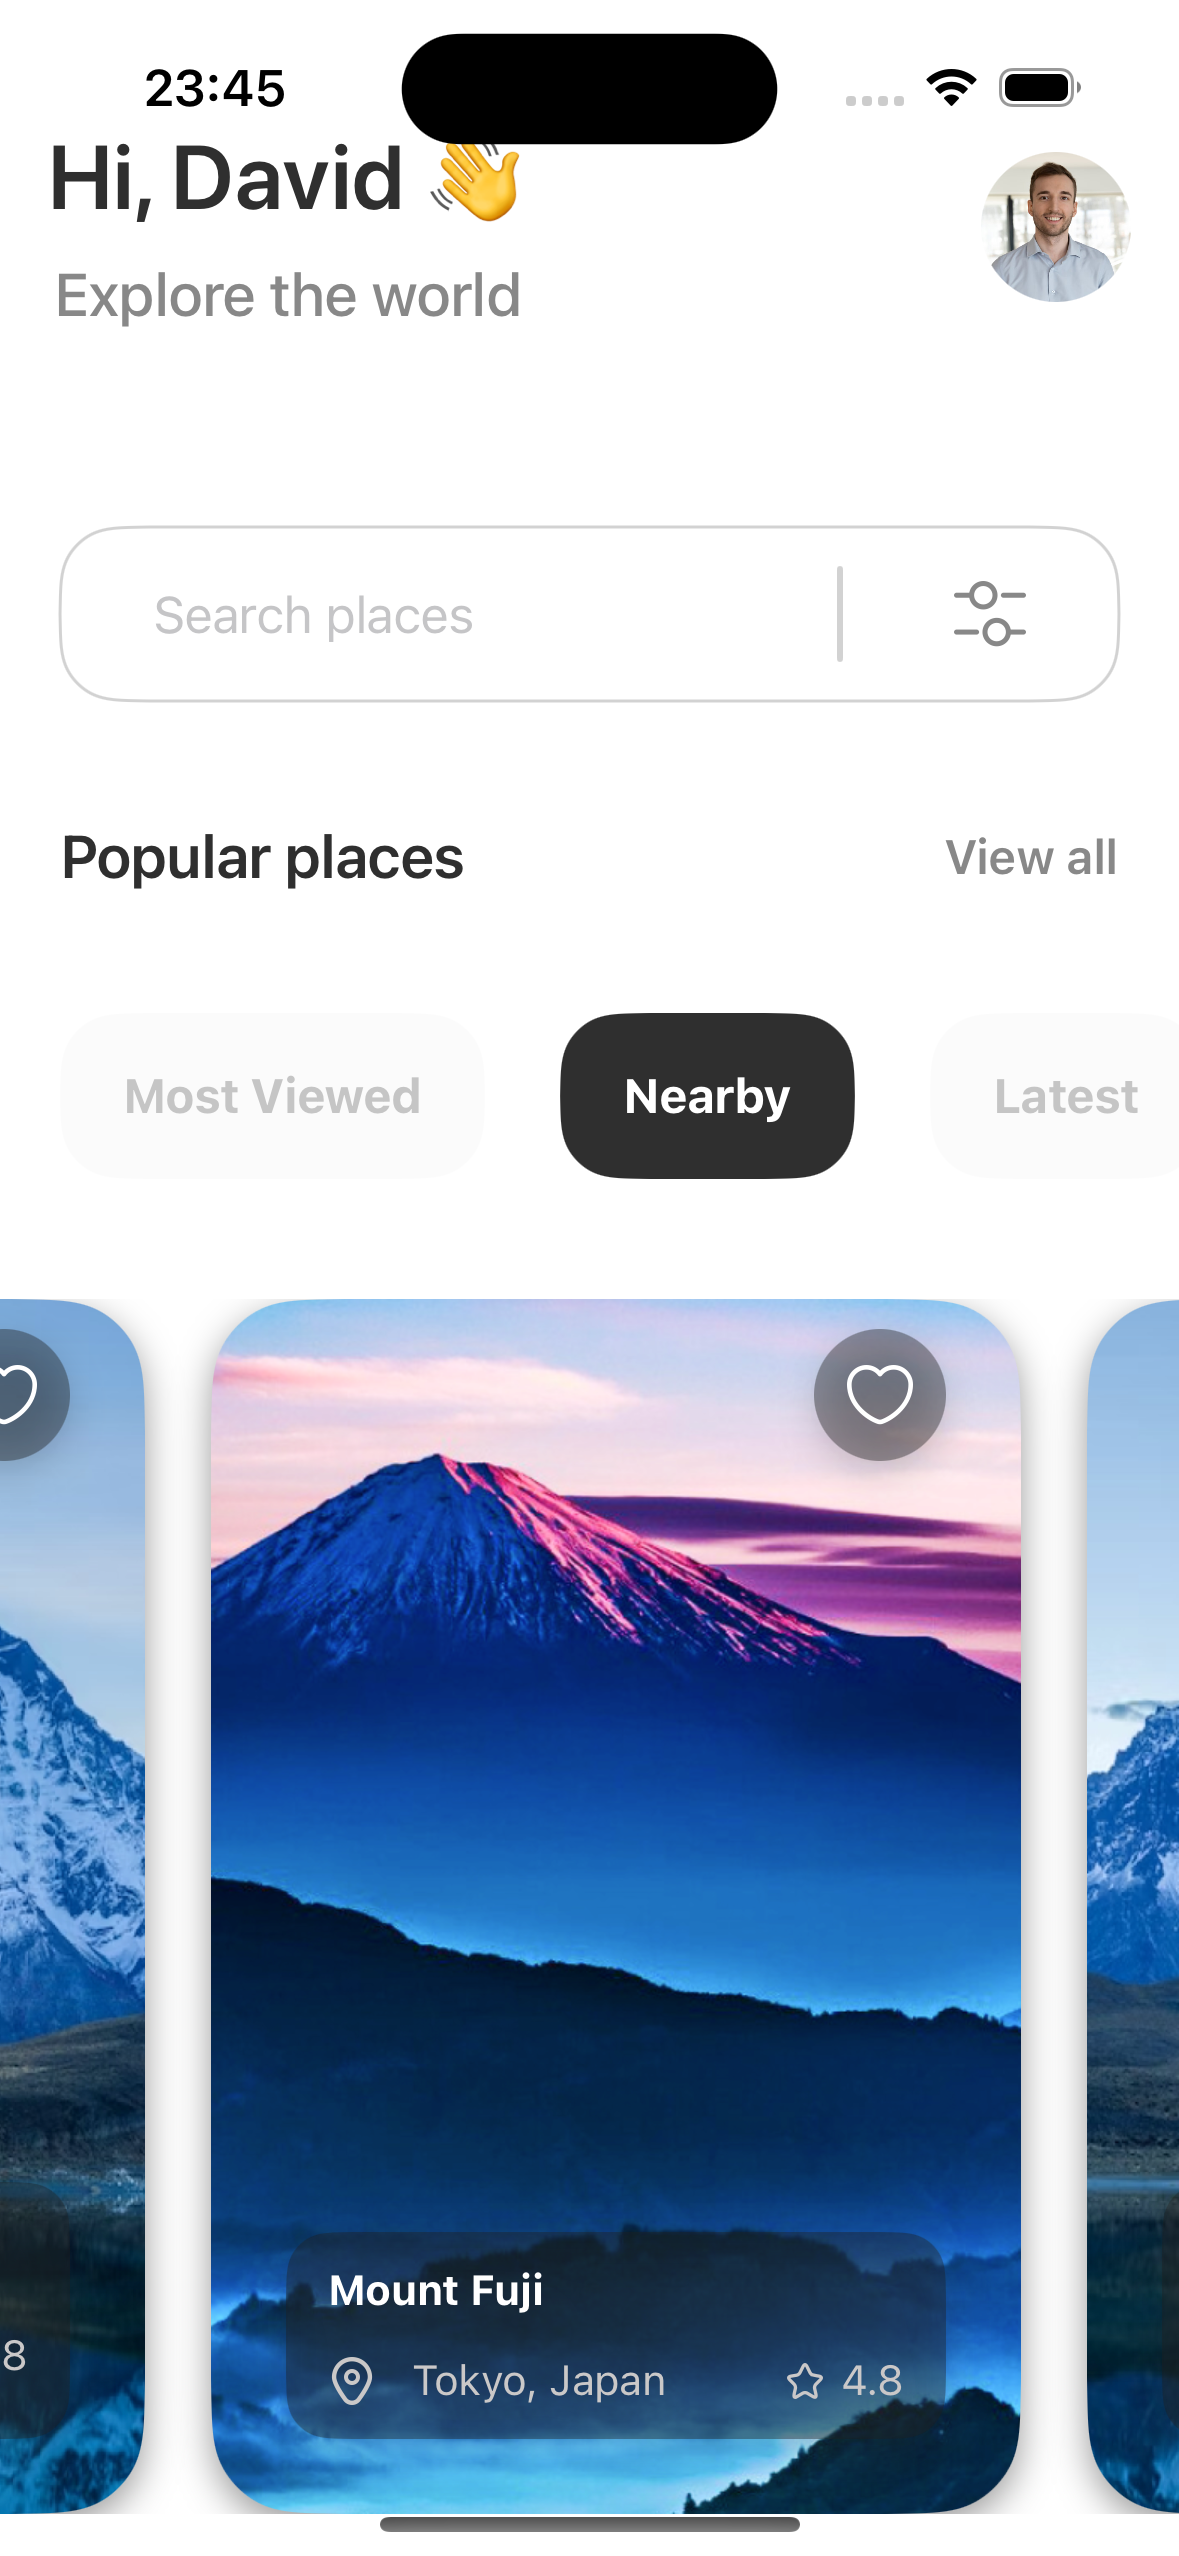 23:45
Hi, David 👋
Explore the world
Search places
Popular places
View all
Most Viewed
Nearby
Latest
Mount Fuji
8
Tokyo, Japan
4.8